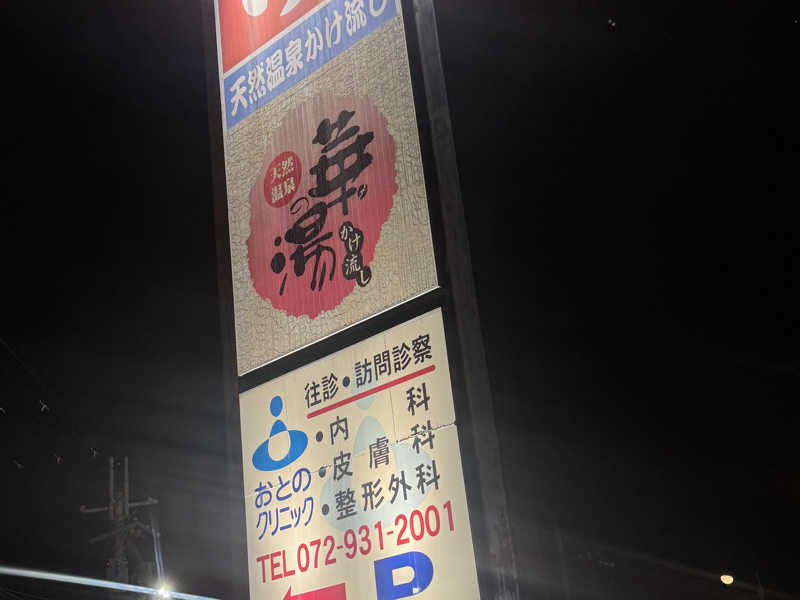 天然温泉かけ流し
天然
温泉
華の湯
かけ流し
往診・訪問診察
・内科
・皮膚科
・整形外科
おとの
クリニック
TEL072-931-2001
P